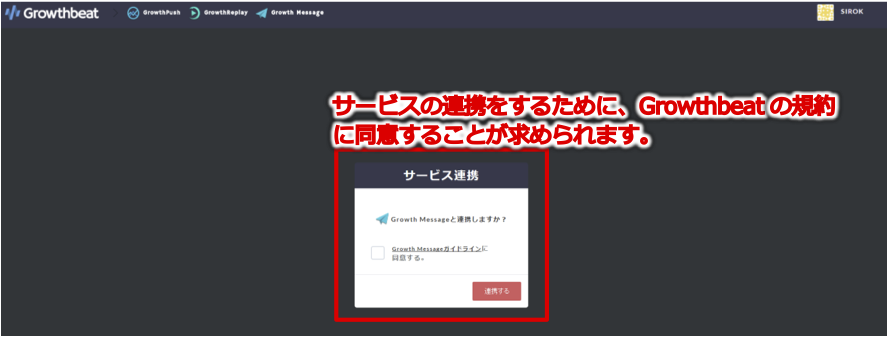 Growthbeat
GrowthPush
GrowthReplay
Growth Message
SIROK
サービスの連携をするために、Growthbeat の規約
に同意することが求められます。
サービス連携
Growth Messageと連携しますか？
Growth Messageガイドラインに
同意する。
連携する